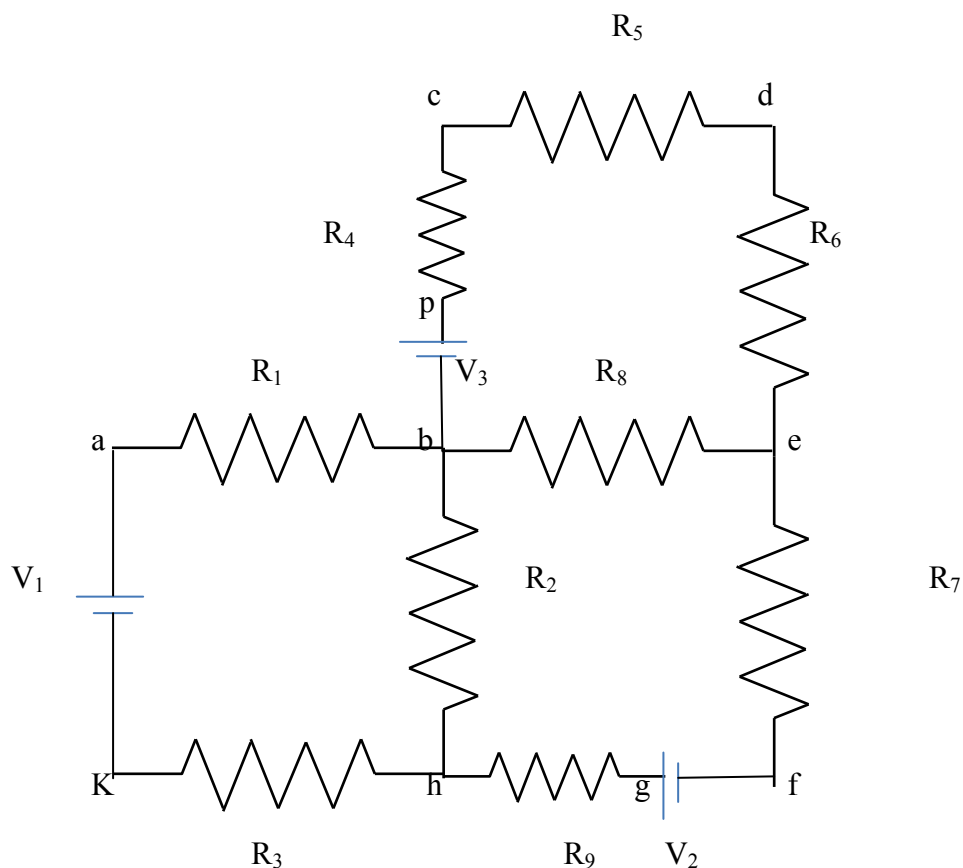 R₅
c d
R₄ R₆
p
V₃
R₁ R₈
a b e
V₁ R₂ R₇
K h g f
R₃ R₉ V₂